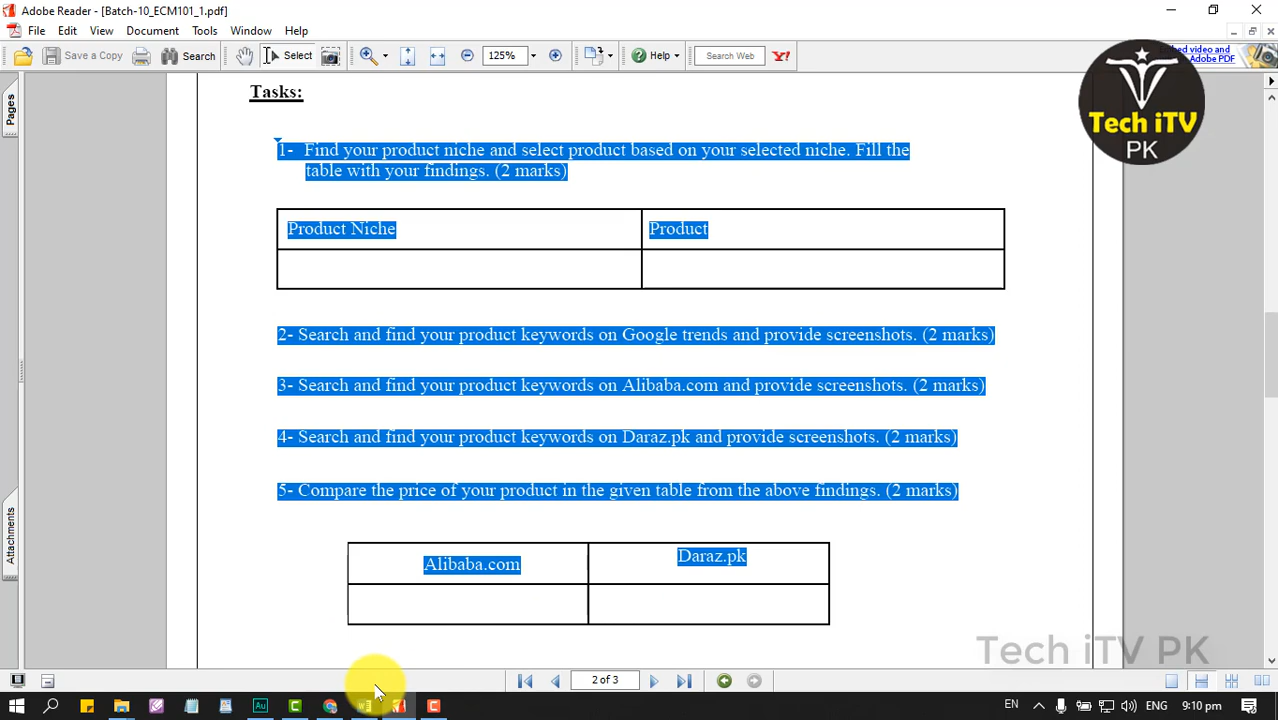 Adobe Reader - [Batch-10_ECM101_1.pdf]
File Edit View Document Tools Window Help
Save a Copy Search Select 125% Help Search Web Y!
Adobe PDF
Tech iTV
PK
Pages
Tasks:
1- Find your product niche and select product based on your selected niche. Fill the
table with your findings. (2 marks)
Product Niche Product
2- Search and find your product keywords on Google trends and provide screenshots. (2 marks)
3- Search and find your product keywords on Alibaba.com and provide screenshots. (2 marks)
4- Search and find your product keywords on Daraz.pk and provide screenshots. (2 marks)
5- Compare the price of your product in the given table from the above findings. (2 marks)
Attachments
Alibaba.com Daraz.pk
Tech iTV PK
2 of 3
EN 9:10 pm